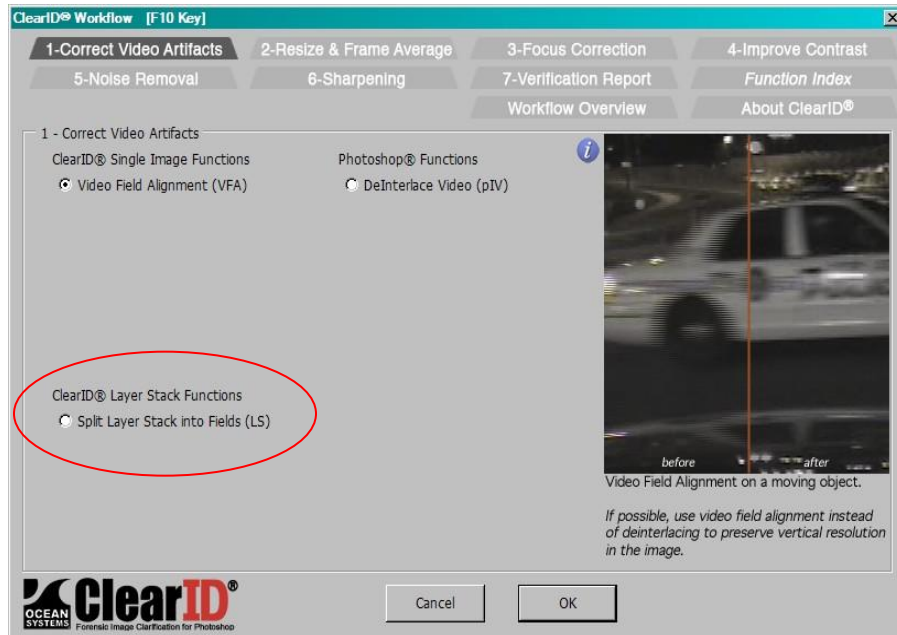 ClearID® Workflow [F10 Key]
1-Correct Video Artifacts 2-Resize & Frame Average 3-Focus Correction 4-Improve Contrast
5-Noise Removal 6-Sharpening 7-Verification Report Function Index
Workflow Overview About ClearID®
1 - Correct Video Artifacts
ClearID® Single Image Functions
Video Field Alignment (VFA)
Photoshop® Functions
DeInterlace Video (pIV)
ClearID® Layer Stack Functions
Split Layer Stack into Fields (LS)
before after
Video Field Alignment on a moving object.
If possible, use video field alignment instead
of deinterlacing to preserve vertical resolution
in the image.
OCEAN
SYSTEMS
ClearID®
Forensic Image Clarification for Photoshop
Cancel OK